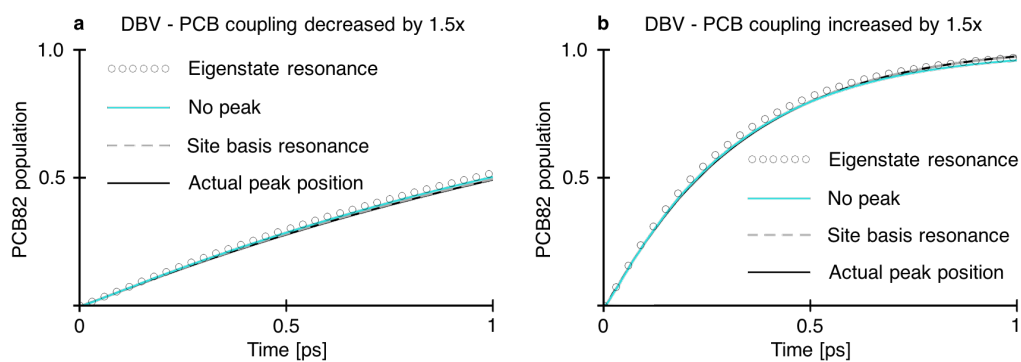 a DBV - PCB coupling decreased by 1.5x
1.0
Eigenstate resonance
No peak
Site basis resonance
Actual peak position
0.5
PCB82 population
0
0.5
1
Time [ps]
b DBV - PCB coupling increased by 1.5x
1.0
0.5
PCB82 population
Eigenstate resonance
No peak
Site basis resonance
Actual peak position
0
0.5
1
Time [ps]